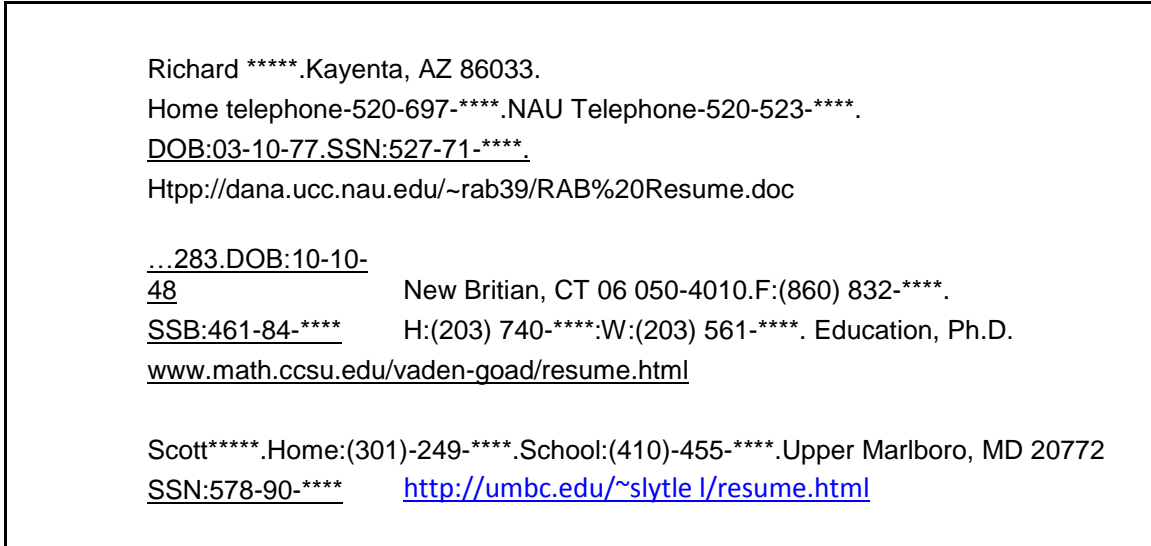 Richard *****.Kayenta, AZ 86033.
Home telephone-520-697-****.NAU Telephone-520-523-****.
DOB:03-10-77.SSN:527-71-****.
Htpp://dana.ucc.nau.edu/~rab39/RAB%20Resume.doc
…283.DOB:10-10-
48 New Britian, CT 06 050-4010.F:(860) 832-****.
SSB:461-84-**** H:(203) 740-****:W:(203) 561-****. Education, Ph.D.
www.math.ccsu.edu/vaden-goad/resume.html
Scott*****.Home:(301)-249-****.School:(410)-455-****.Upper Marlboro, MD 20772
SSN:578-90-**** http://umbc.edu/~slytle l/resume.html